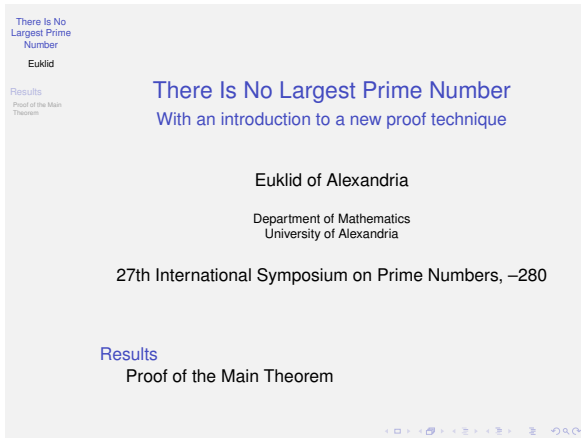 There Is No
Largest Prime
Number
Euklid
Results
Proof of the Main
Theorem
There Is No Largest Prime Number
With an introduction to a new proof technique
Euklid of Alexandria
Department of Mathematics
University of Alexandria
27th International Symposium on Prime Numbers, –280
Results
Proof of the Main Theorem